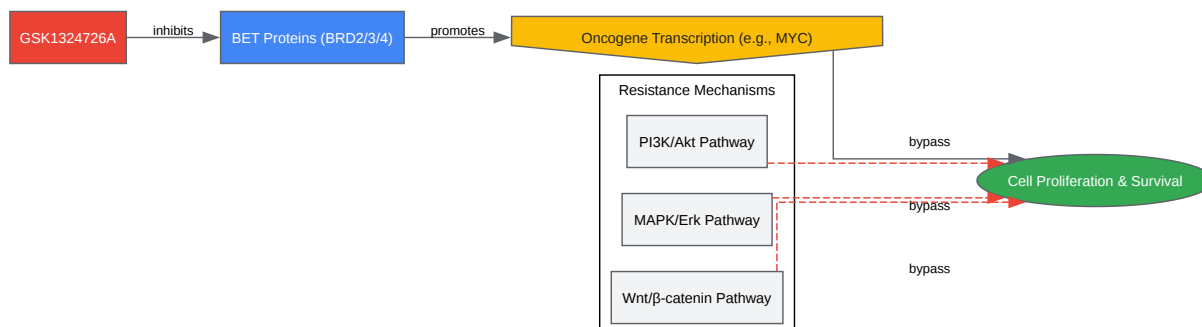 GSK1324726A
inhibits
BET Proteins (BRD2/3/4)
promotes
Oncogene Transcription (e.g., MYC)
Resistance Mechanisms
PI3K/Akt Pathway
bypass
Cell Proliferation & Survival
MAPK/Erk Pathway
bypass
Wnt/β-catenin Pathway
bypass